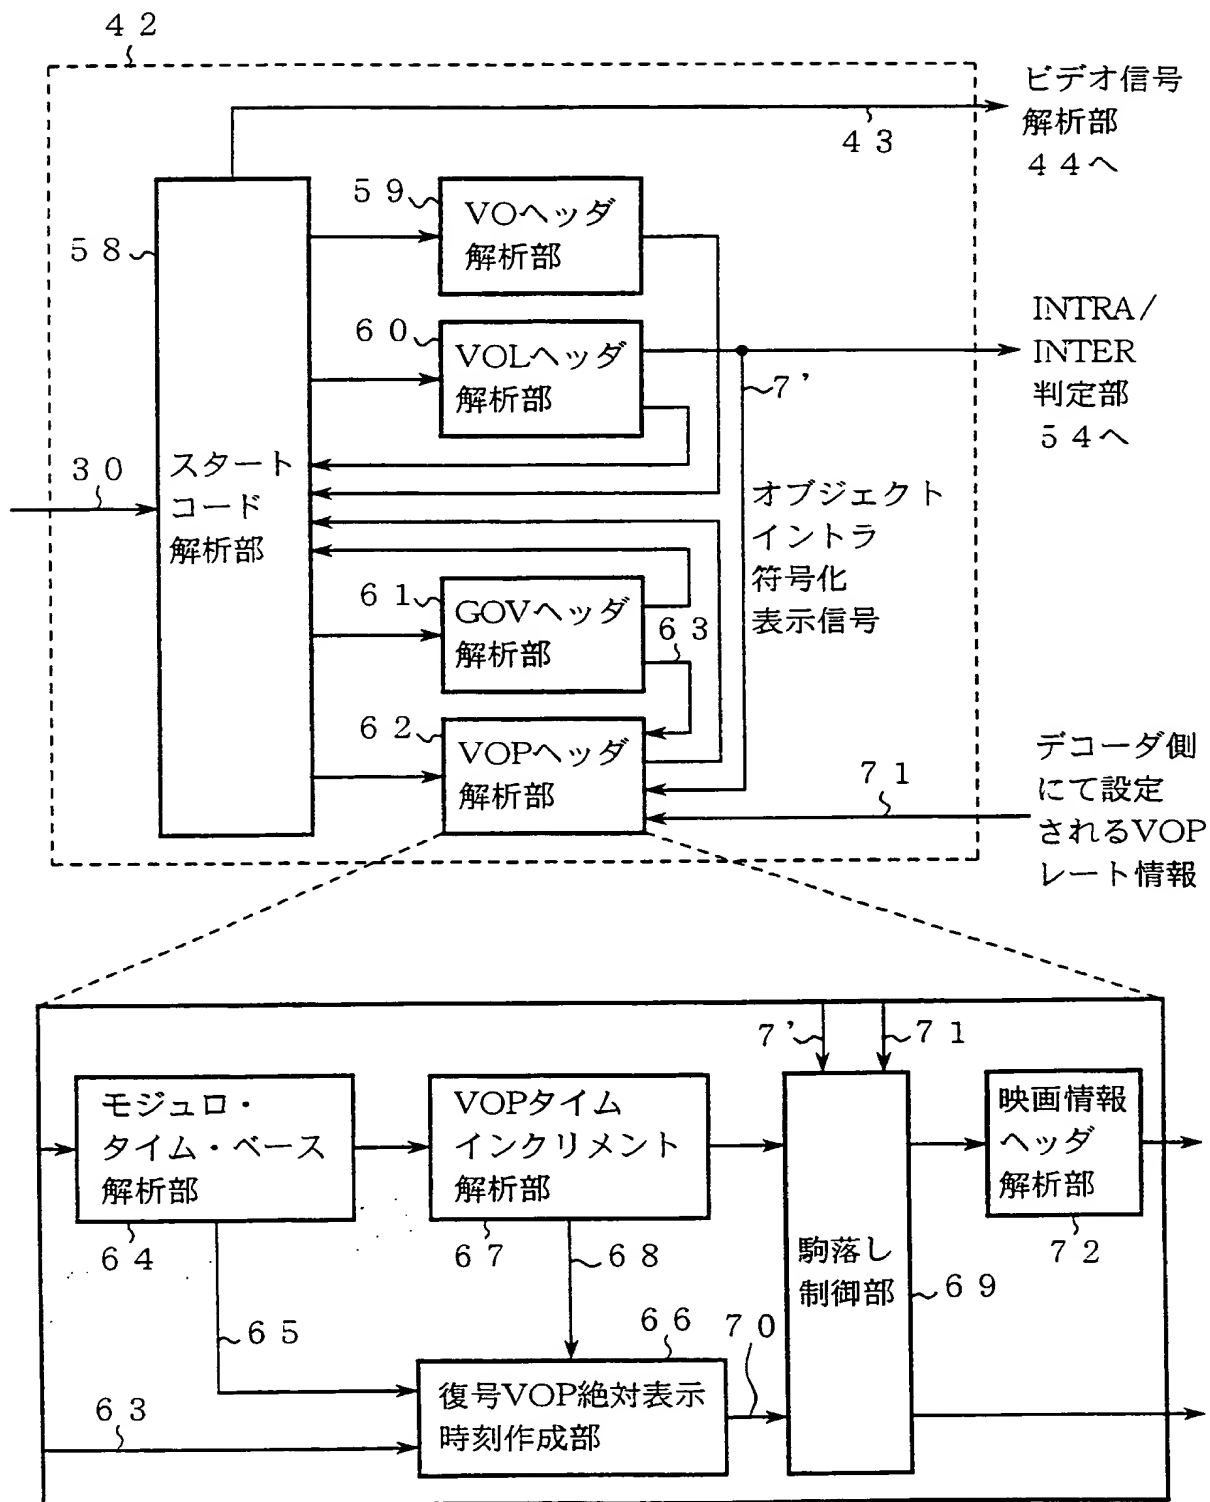 ４２
ビデオ信号
解析部
４４へ
４３
５９
VOヘッダ
解析部
５８
６０
VOLヘッダ
解析部
INTRA/
INTER
判定部
５４へ
７’
３０
スタート
コード
解析部
オブジェクト
イントラ
符号化
表示信号
６１
GOVヘッダ
解析部
６３
６２
VOPヘッダ
解析部
７１
デコーダ側
にて設定
されるVOP
レート情報
７’
７１
モジュロ・
タイム・ベース
解析部
６４
VOPタイム
インクリメント
解析部
６７
６８
駒落し
制御部
６９
映画情報
ヘッダ
解析部
７２
６５
６６
７０
復号VOP絶対表示
時刻作成部
６３